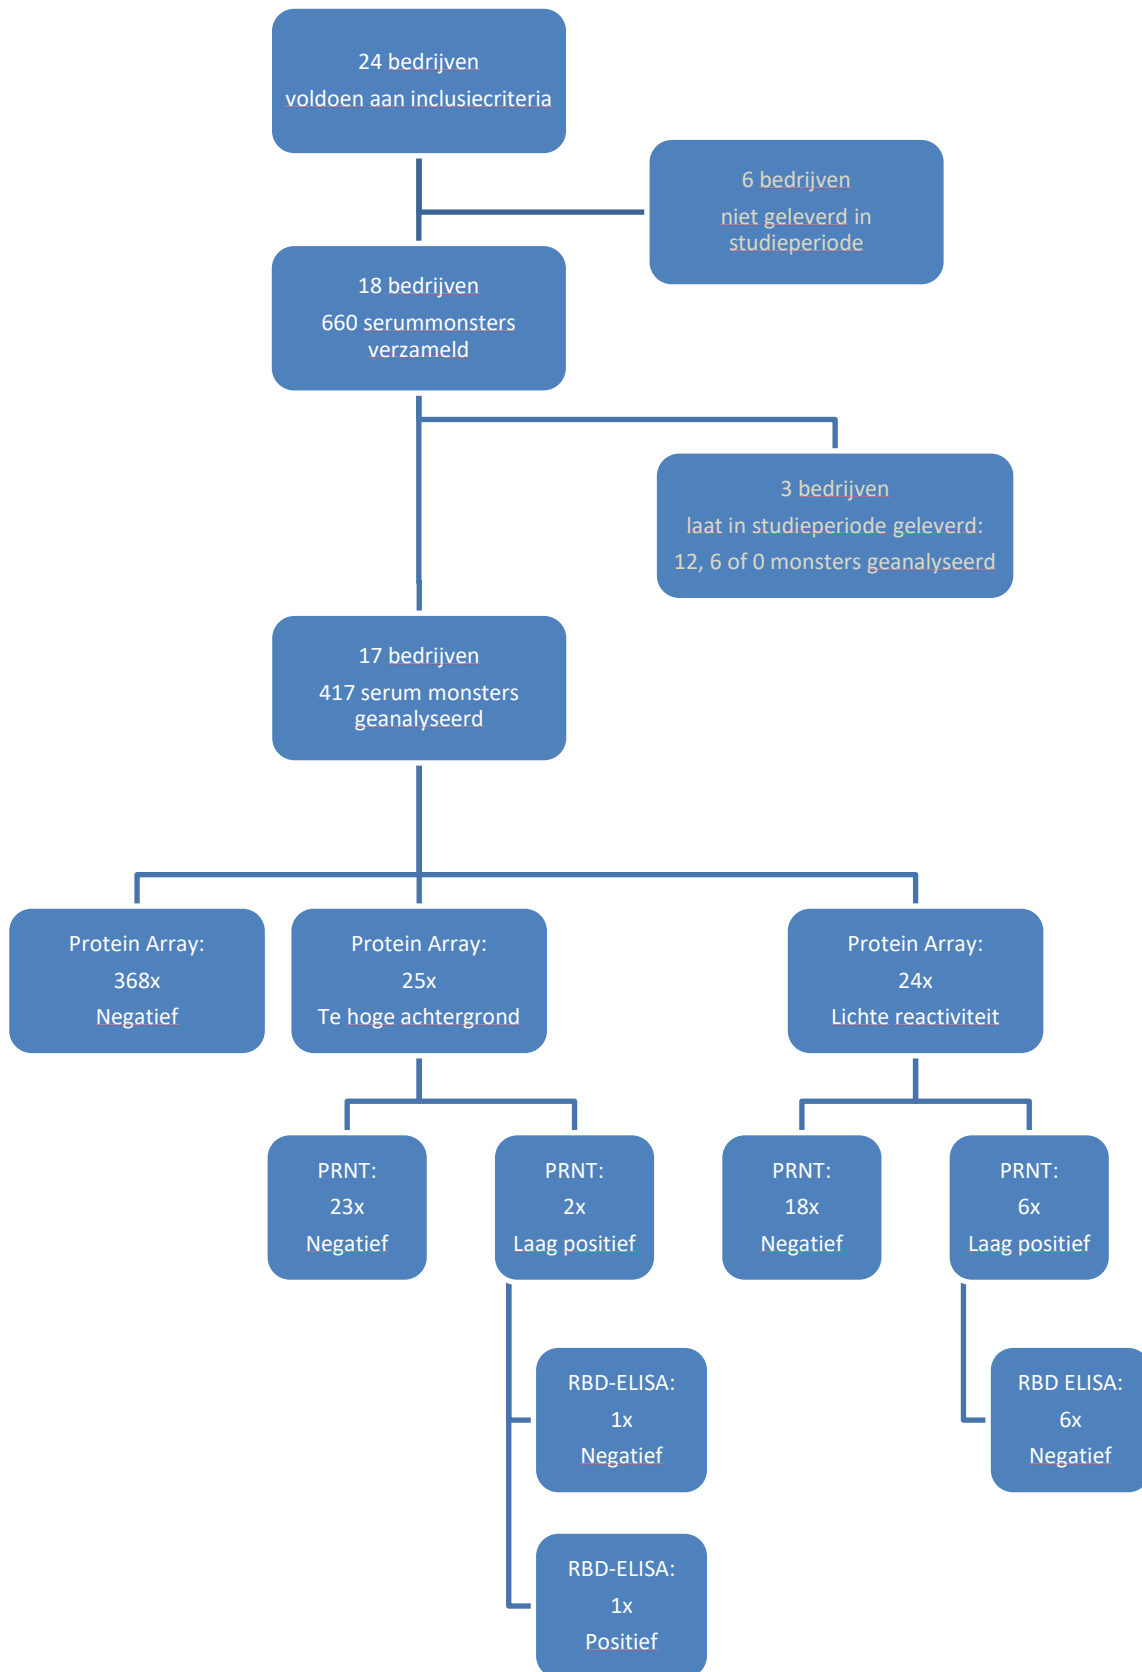 24 bedrijven
voldoen aan inclusiecriteria
6 bedrijven
niet geleverd in
studieperiode
18 bedrijven
660 serummonsters
verzameld
3 bedrijven
laat in studieperiode geleverd:
12, 6 of 0 monsters geanalyseerd
17 bedrijven
417 serum monsters
geanalyseerd
Protein Array:
368x
Negatief
Protein Array:
25x
Te hoge achtergrond
Protein Array:
24x
Lichte reactiviteit
PRNT:
23x
Negatief
PRNT:
2x
Laag positief
PRNT:
18x
Negatief
PRNT:
6x
Laag positief
RBD-ELISA:
1x
Negatief
RBD ELISA:
6x
Negatief
RBD-ELISA:
1x
Positief